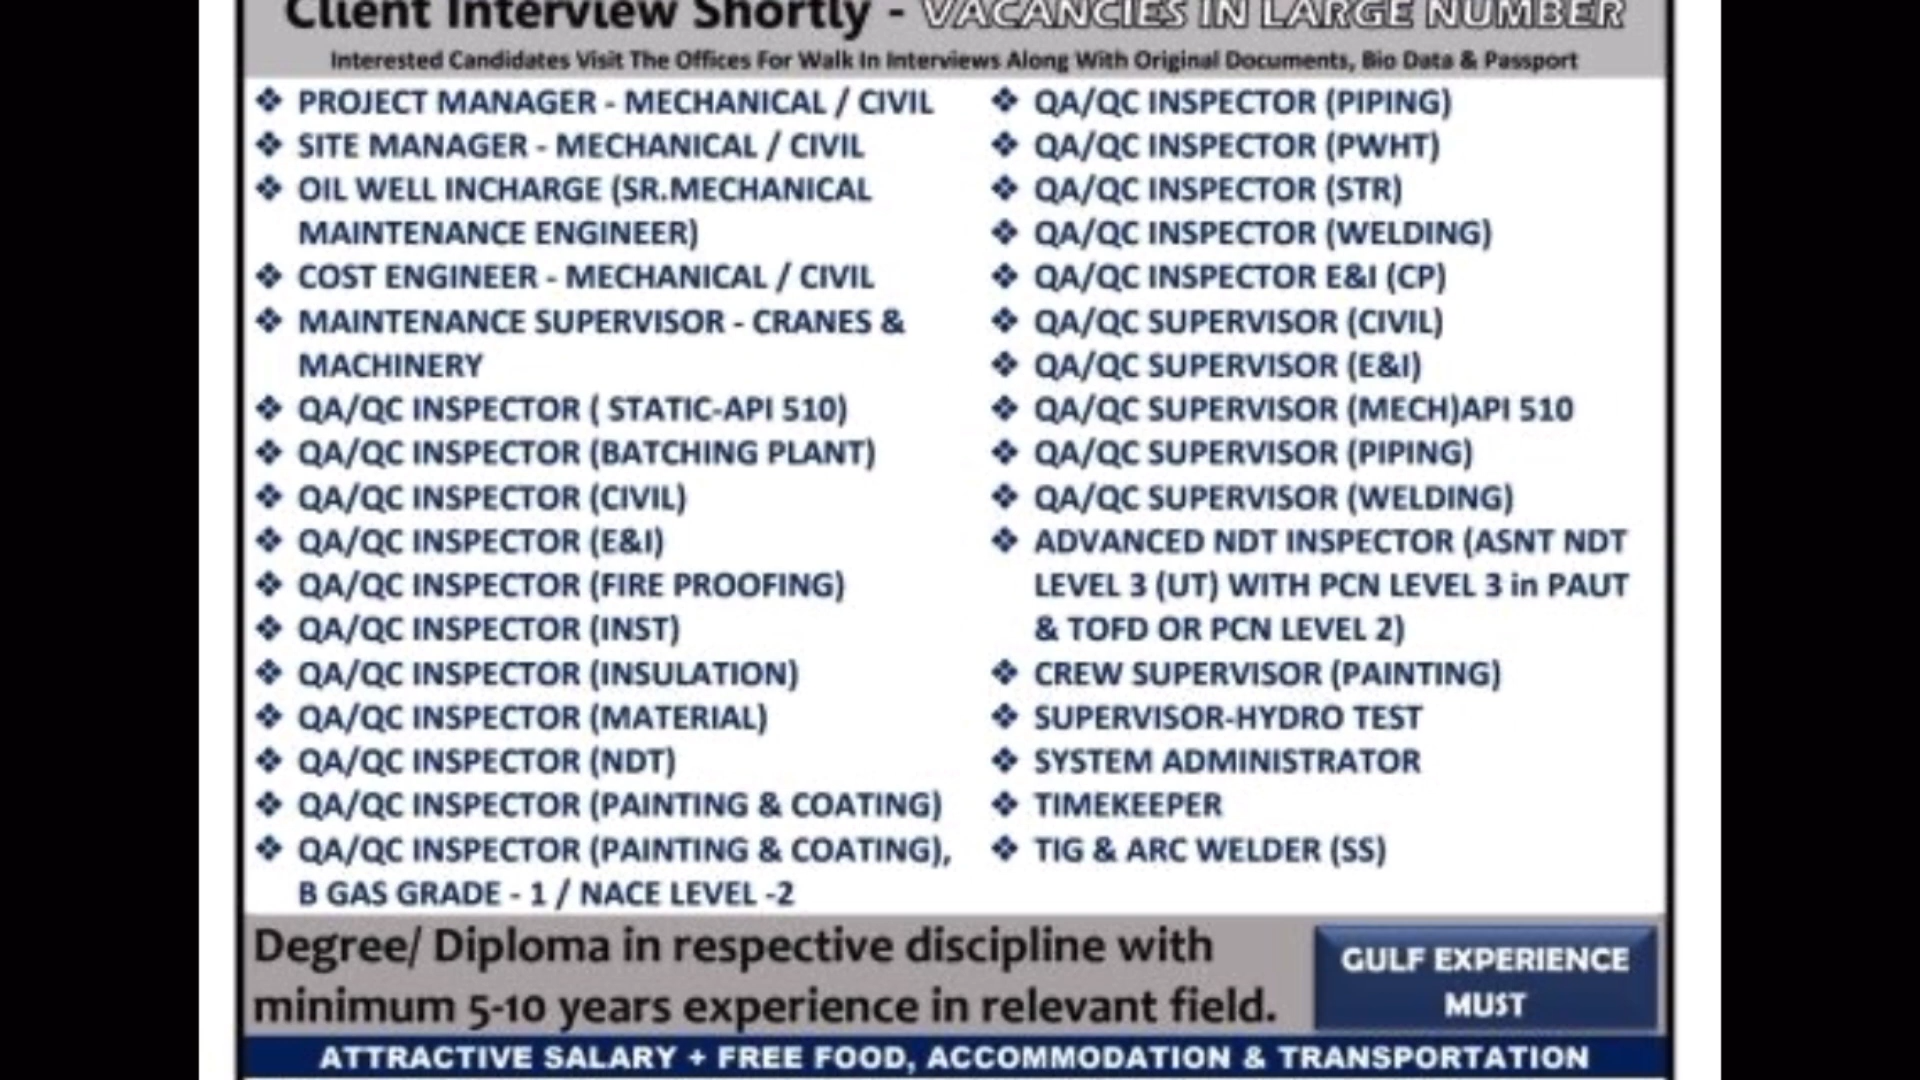 Client Interview Shortly - VACANCIES IN LARGE NUMBER
Interested Candidates Visit The Offices For Walk In Interviews Along With Original Documents, Bio Data & Passport
❖ PROJECT MANAGER - MECHANICAL / CIVIL
❖ SITE MANAGER - MECHANICAL / CIVIL
❖ OIL WELL INCHARGE (SR.MECHANICAL
MAINTENANCE ENGINEER)
❖ COST ENGINEER - MECHANICAL / CIVIL
❖ MAINTENANCE SUPERVISOR - CRANES &
MACHINERY
❖ QA/QC INSPECTOR ( STATIC-API 510)
❖ QA/QC INSPECTOR (BATCHING PLANT)
❖ QA/QC INSPECTOR (CIVIL)
❖ QA/QC INSPECTOR (E&I)
❖ QA/QC INSPECTOR (FIRE PROOFING)
❖ QA/QC INSPECTOR (INST)
❖ QA/QC INSPECTOR (INSULATION)
❖ QA/QC INSPECTOR (MATERIAL)
❖ QA/QC INSPECTOR (NDT)
❖ QA/QC INSPECTOR (PAINTING & COATING)
❖ QA/QC INSPECTOR (PAINTING & COATING),
B GAS GRADE - 1 / NACE LEVEL -2
❖ QA/QC INSPECTOR (PIPING)
❖ QA/QC INSPECTOR (PWHT)
❖ QA/QC INSPECTOR (STR)
❖ QA/QC INSPECTOR (WELDING)
❖ QA/QC INSPECTOR E&I (CP)
❖ QA/QC SUPERVISOR (CIVIL)
❖ QA/QC SUPERVISOR (E&I)
❖ QA/QC SUPERVISOR (MECH)API 510
❖ QA/QC SUPERVISOR (PIPING)
❖ QA/QC SUPERVISOR (WELDING)
❖ ADVANCED NDT INSPECTOR (ASNT NDT
LEVEL 3 (UT) WITH PCN LEVEL 3 in PAUT
& TOFD OR PCN LEVEL 2)
❖ CREW SUPERVISOR (PAINTING)
❖ SUPERVISOR-HYDRO TEST
❖ SYSTEM ADMINISTRATOR
❖ TIMEKEEPER
❖ TIG & ARC WELDER (SS)
Degree/ Diploma in respective discipline with
minimum 5-10 years experience in relevant field.
GULF EXPERIENCE
MUST
ATTRACTIVE SALARY + FREE FOOD, ACCOMMODATION & TRANSPORTATION